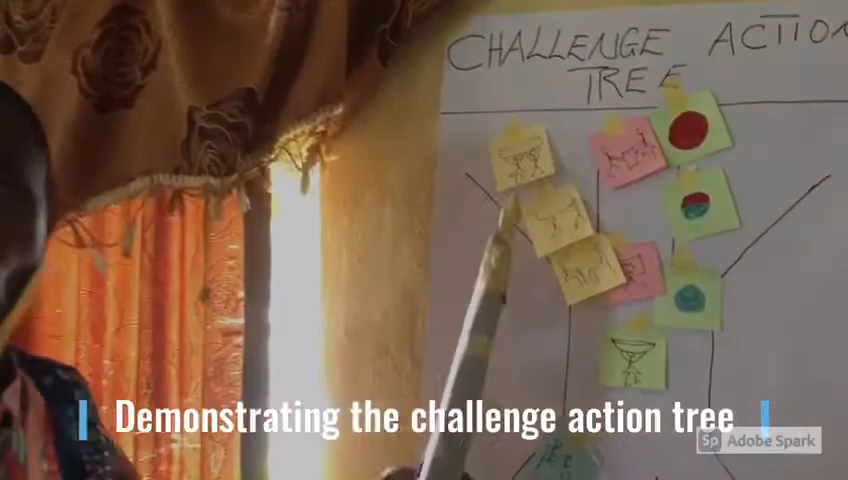 CHALLENGE ACTION
TREE
Demonstrating the challenge action tree
Sp Adobe Spark